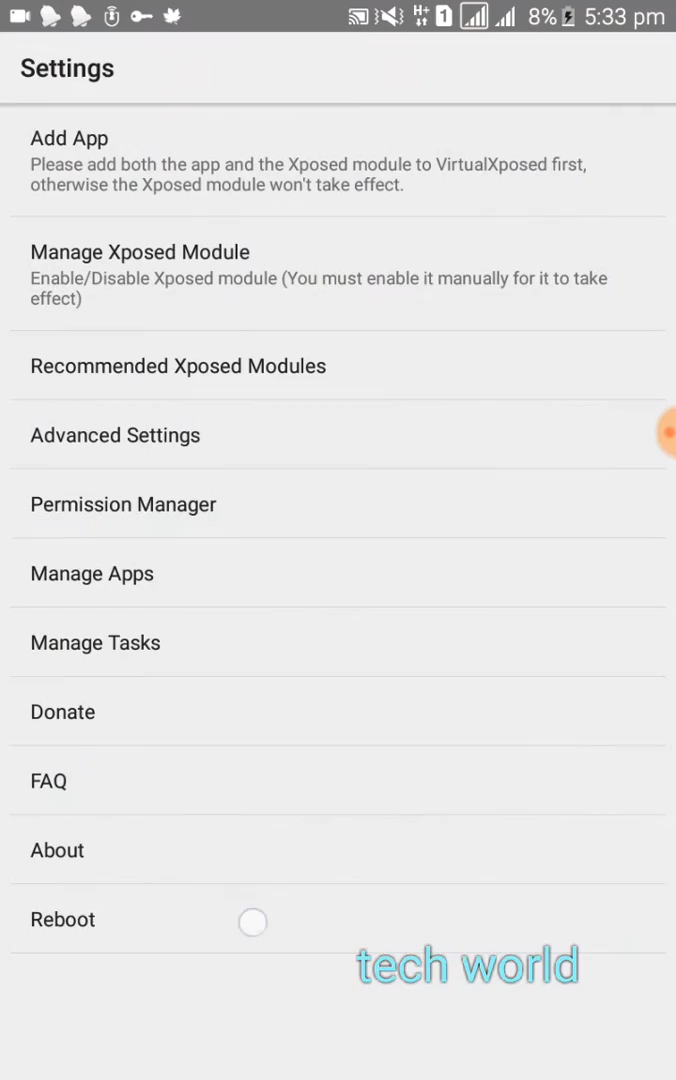 H+ 1 8% 5:33 pm
Settings
Add App
Please add both the app and the Xposed module to VirtualXposed first,
otherwise the Xposed module won't take effect.
Manage Xposed Module
Enable/Disable Xposed module (You must enable it manually for it to take
effect)
Recommended Xposed Modules
Advanced Settings
Permission Manager
Manage Apps
Manage Tasks
Donate
FAQ
About
Reboot
tech world